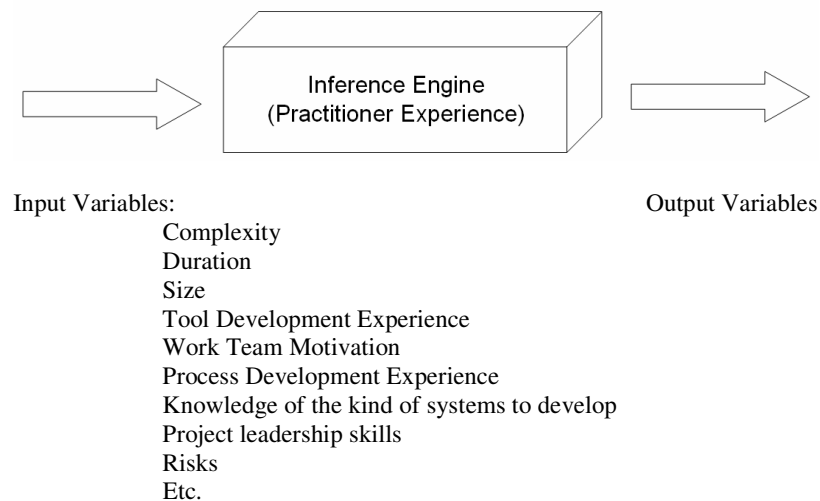 Inference Engine
(Practitioner Experience)
Input Variables:
Output Variables
Complexity
Duration
Size
Tool Development Experience
Work Team Motivation
Process Development Experience
Knowledge of the kind of systems to develop
Project leadership skills
Risks
Etc.